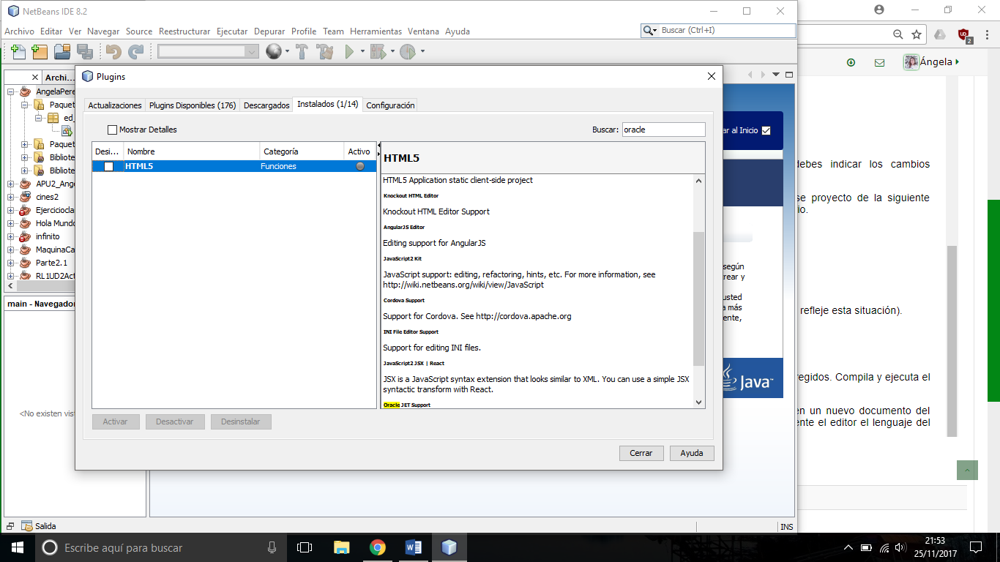 NetBeans IDE 8.2
Archivo Editar Ver Navegar Source Reestructurar Ejecutar Depurar Profile Team Herramientas Ventana Ayuda
Buscar (Ctrl+I)
2
Ángela
Archi...
AngelaPere
Paquet
ed_
Paquet
Bibliote
Bibliote
APU2_Ang
cines2
Ejerciciocla
Hola Mundo
infinito
MaquinaCa
Parte2.1
RL1UD2Act
main - Navegador
<No existen vist
Plugins
Actualizaciones Plugins Disponibles (176) Descargados Instalados (1/14) Configuración
Mostrar Detalles
Buscar: oracle
Desi... Nombre Categoría Activo
HTML5 Funciones
HTML5
HTML5 Application static client-side project
Knockout HTML Editor
Knockout HTML Editor Support
AngularJS Editor
Editing support for AngularJS
JavaScript2 Kit
JavaScript support: editing, refactoring, hints, etc. For more information, see
http://wiki.netbeans.org/wiki/view/JavaScript
Cordova Support
Support for Cordova. See http://cordova.apache.org
INI File Editor Support
Support for editing INI files.
JavaScript2 JSX | React
JSX is a JavaScript syntax extension that looks similar to XML. You can use a simple JSX
syntactic transform with React.
Oracle JET Support
Activar Desactivar Desinstalar
Cerrar Ayuda
ar al Inicio
según
crear y
usted
a más
ente,
Java™
debes indicar los cambios
se proyecto de la siguiente
io.
refleje esta situación).
regidos. Compila y ejecuta el
en un nuevo documento del
ente el editor el lenguaje del
Salida
INS
Escribe aquí para buscar
21:53
25/11/2017